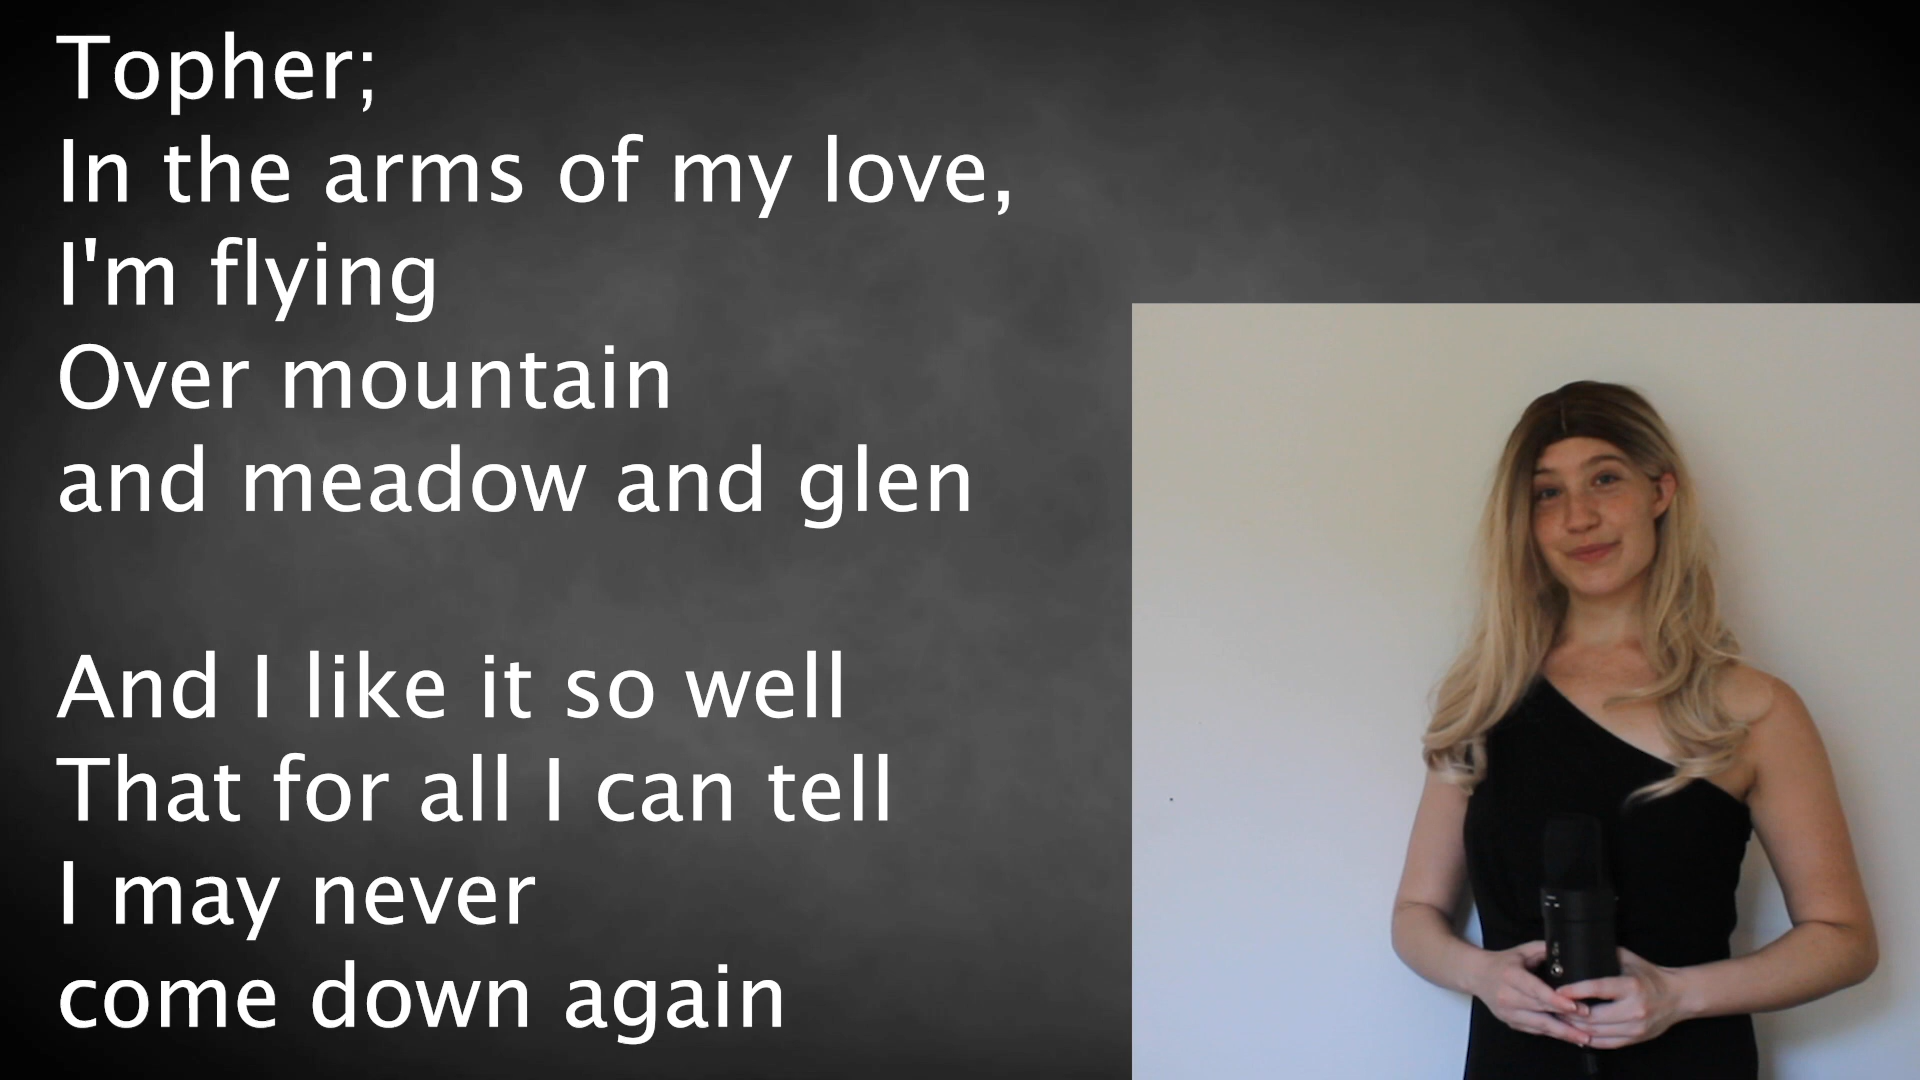 Topher;
In the arms of my love,
I'm flying
Over mountain
and meadow and glen
And I like it so well
That for all I can tell
I may never
come down again